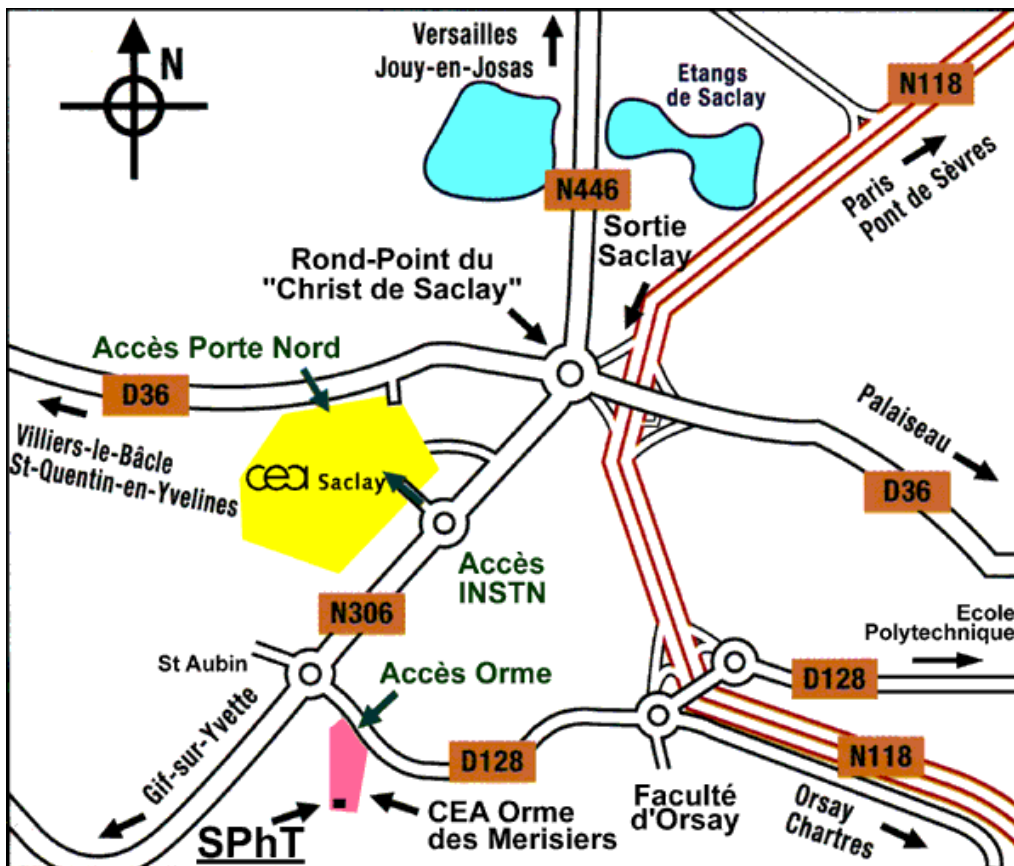 N
Versailles
Jouy-en-Josas
Etangs
de Saclay
N118
Paris
Pont de Sèvres
N446
Sortie
Saclay
Rond-Point du
"Christ de Saclay"
Accès Porte Nord
D36
Villiers-le-Bâcle
St-Quentin-en-Yvelines
cea Saclay
Palaiseau
D36
Accès
INSTN
N306
Ecole
Polytechnique
St Aubin
Accès Orme
D128
Gif-sur-Yvette
D128
N118
Faculté
d'Orsay
Orsay
Chartres
CEA Orme
des Merisiers
SPhT